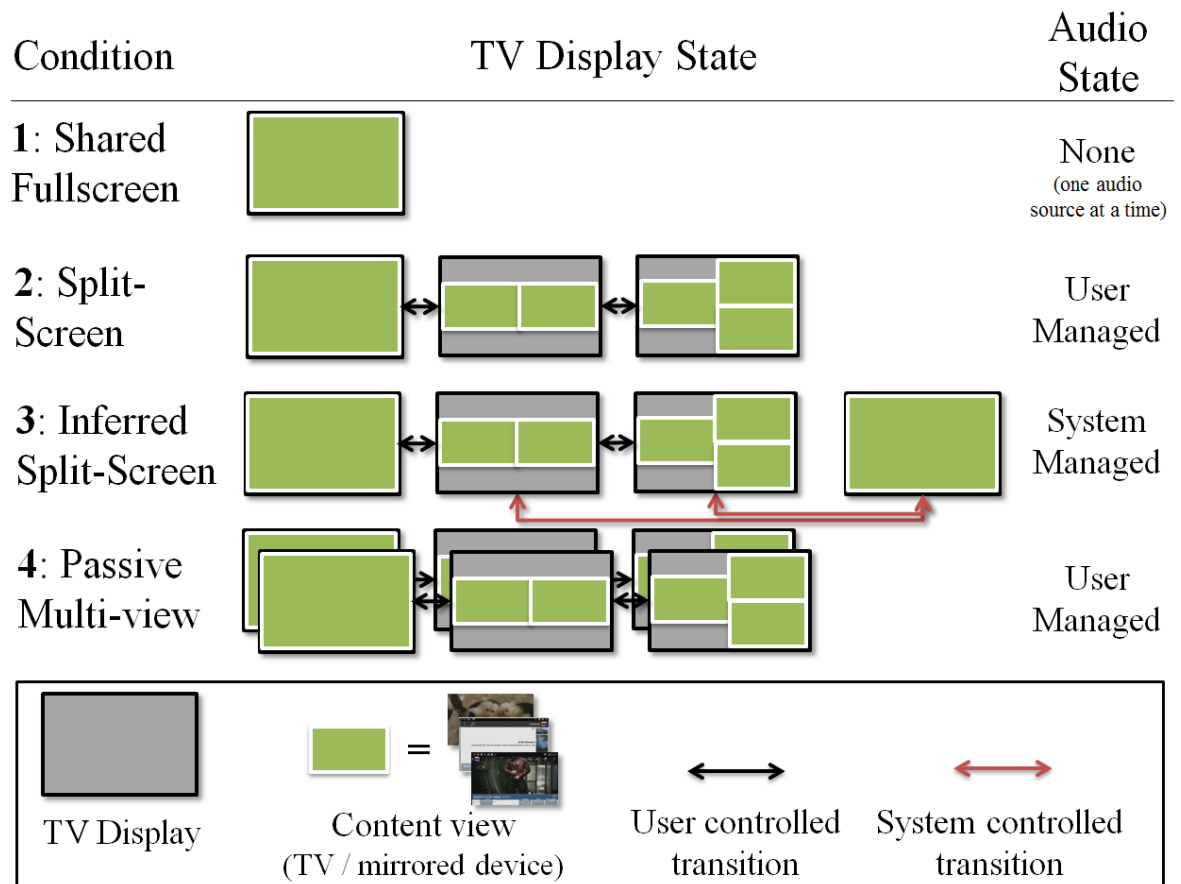 Condition
TV Display State
Audio
State
1: Shared
Fullscreen
None
(one audio
source at a time)
2: Split-
Screen
User
Managed
3: Inferred
Split-Screen
System
Managed
4: Passive
Multi-view
User
Managed
=
TV Display
Content view
(TV / mirrored device)
User controlled
transition
System controlled
transition